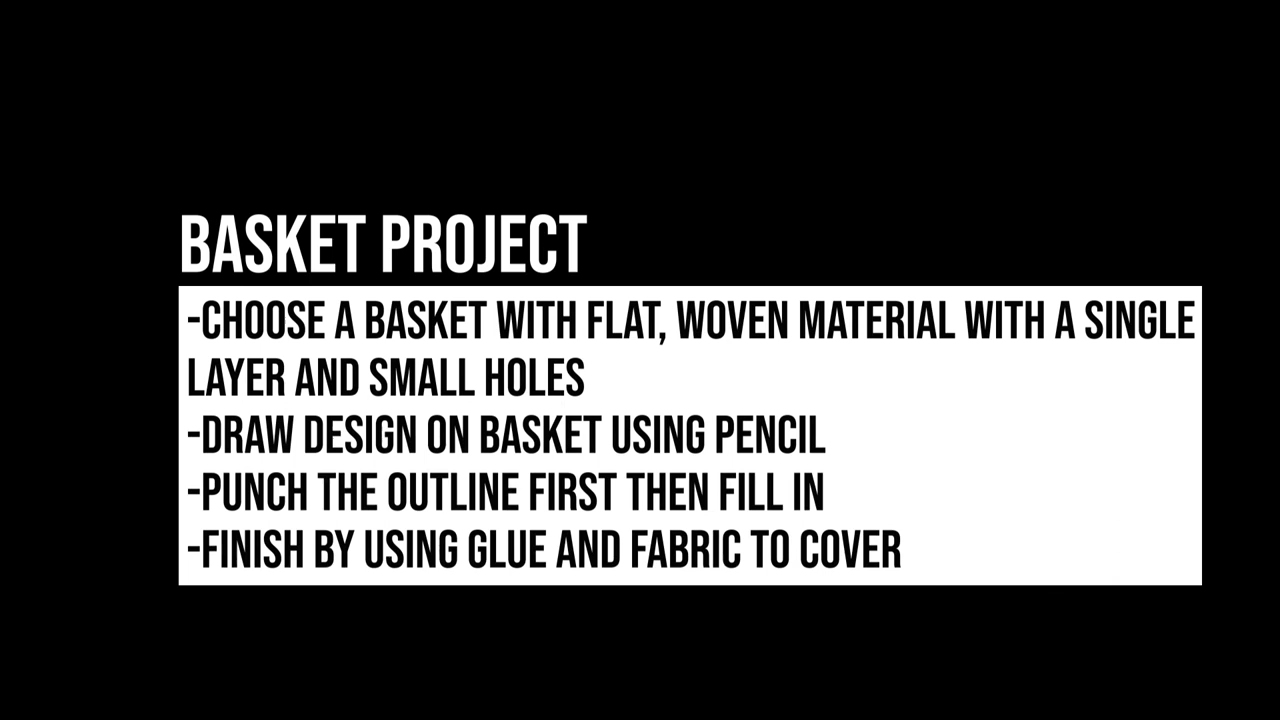 BASKET PROJECT
-CHOOSE A BASKET WITH FLAT, WOVEN MATERIAL WITH A SINGLE
LAYER AND SMALL HOLES
-DRAW DESIGN ON BASKET USING PENCIL
-PUNCH THE OUTLINE FIRST THEN FILL IN
-FINISH BY USING GLUE AND FABRIC TO COVER